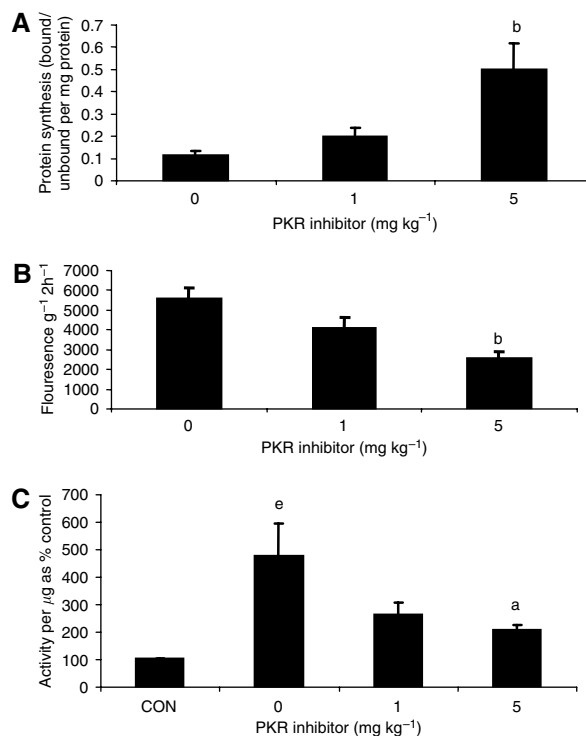 A
Protein synthesis (bound/
unbound per mg protein)
0.7
0.6
0.5
0.4
0.3
0.2
0.1
0
b
0 1 5
PKR inhibitor (mg kg⁻¹)
B
Flouresence g⁻¹ 2h⁻¹
7000
6000
5000
4000
3000
2000
1000
0
b
0 1 5
PKR inhibitor (mg kg⁻¹)
C
Activity per μg as % control
700
600
500
400
300
200
100
0
e
a
CON 0 1 5
PKR inhibitor (mg kg⁻¹)